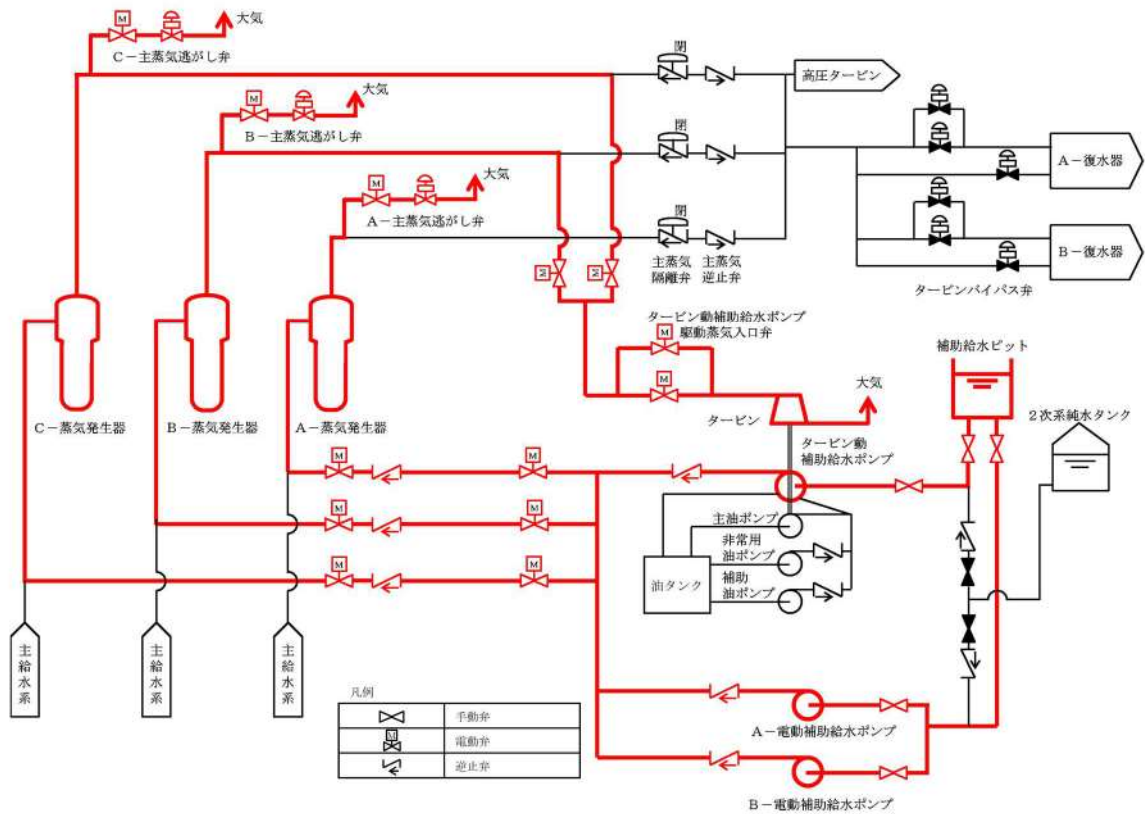 M
大気
C－主蒸気逃がし弁
閉
高圧タービン
M
大気
B－主蒸気逃がし弁
閉
A－復水器
M
大気
A－主蒸気逃がし弁
閉
B－復水器
主蒸気
隔離弁
主蒸気
逆止弁
タービンバイパス弁
M
M
タービン動補助給水ポンプ
駆動蒸気入口弁
M
M
補助給水ピット
大気
2次系純水タンク
C－蒸気発生器
B－蒸気発生器
A－蒸気発生器
タービン
タービン動
補助給水ポンプ
M
M
M
M
M
M
主油ポンプ
非常用
油ポンプ
補助
油ポンプ
油タンク
主給水系
主給水系
主給水系
凡例
手動弁
M
電動弁
逆止弁
A－電動補助給水ポンプ
B－電動補助給水ポンプ